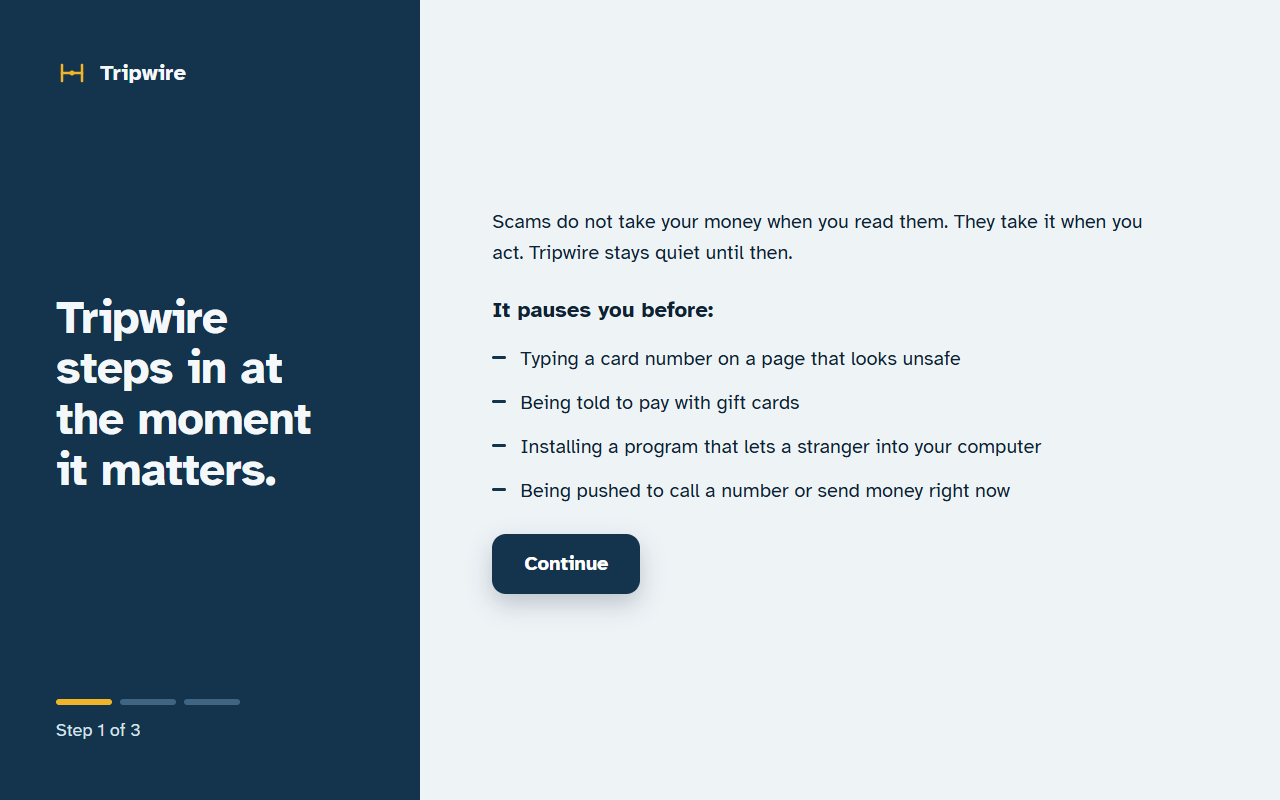 Tripwire
Tripwire
steps in at
the moment
it matters.
Step 1 of 3
Scams do not take your money when you read them. They take it when you
act. Tripwire stays quiet until then.
It pauses you before:
Typing a card number on a page that looks unsafe
Being told to pay with gift cards
Installing a program that lets a stranger into your computer
Being pushed to call a number or send money right now
Continue